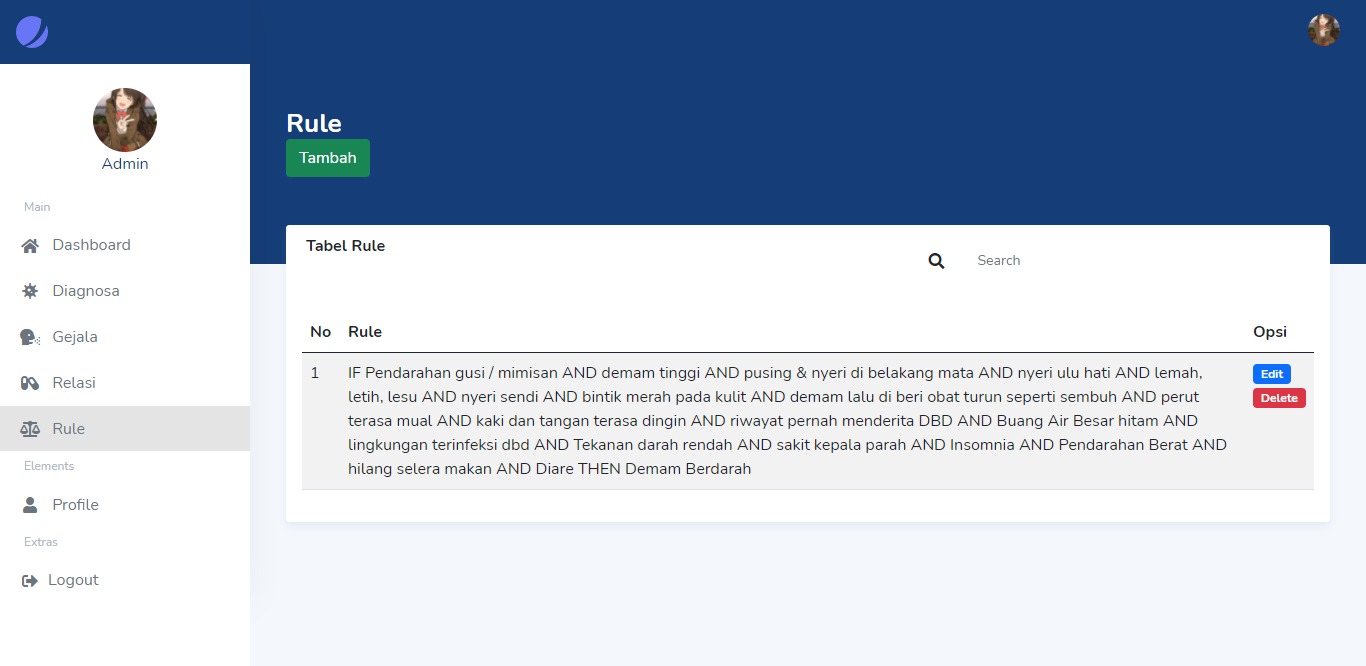 Admin
Main
Dashboard
Diagnosa
Gejala
Relasi
Rule
Elements
Profile
Extras
Logout
Rule
Tambah
Tabel Rule
Search
No Rule Opsi
1 IF Pendarahan gusi / mimisan AND demam tinggi AND pusing & nyeri di belakang mata AND nyeri ulu hati AND lemah,
letih, lesu AND nyeri sendi AND bintik merah pada kulit AND demam lalu di beri obat turun seperti sembuh AND perut
terasa mual AND kaki dan tangan terasa dingin AND riwayat pernah menderita DBD AND Buang Air Besar hitam AND
lingkungan terinfeksi dbd AND Tekanan darah rendah AND sakit kepala parah AND Insomnia AND Pendarahan Berat AND
hilang selera makan AND Diare THEN Demam Berdarah
Edit
Delete